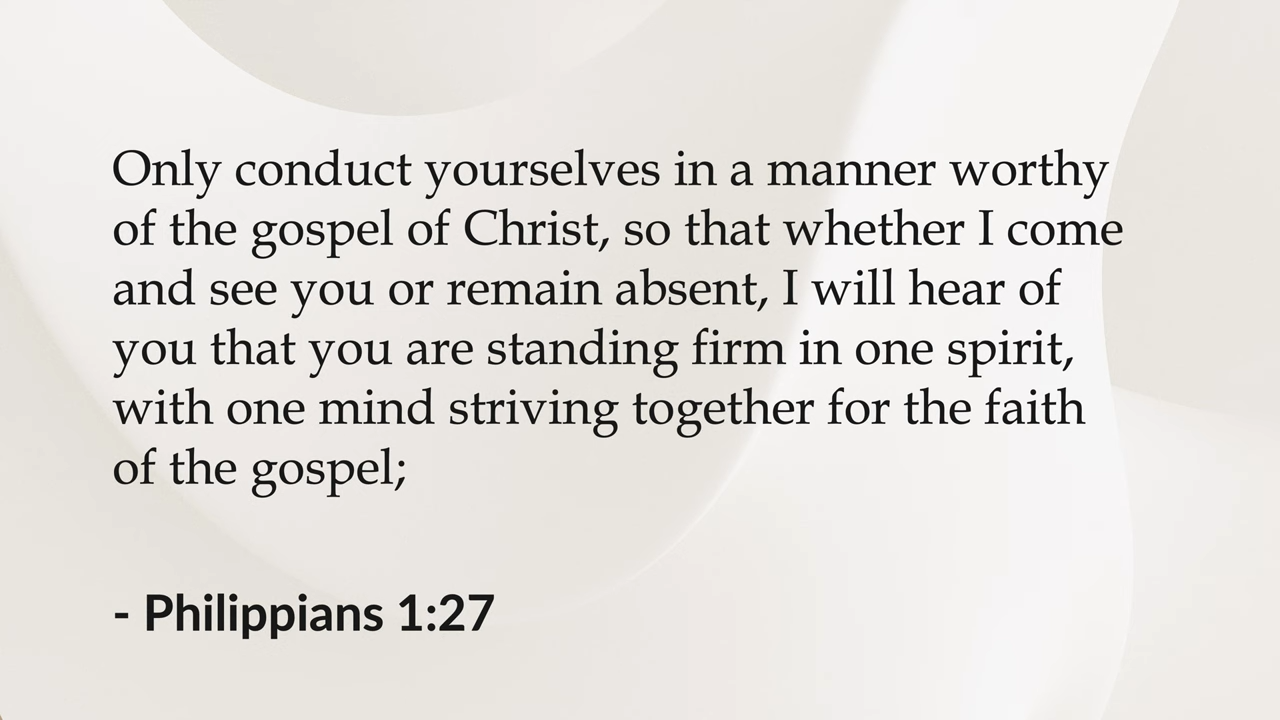 Only conduct yourselves in a manner worthy
of the gospel of Christ, so that whether I come
and see you or remain absent, I will hear of
you that you are standing firm in one spirit,
with one mind striving together for the faith
of the gospel;
- Philippians 1:27